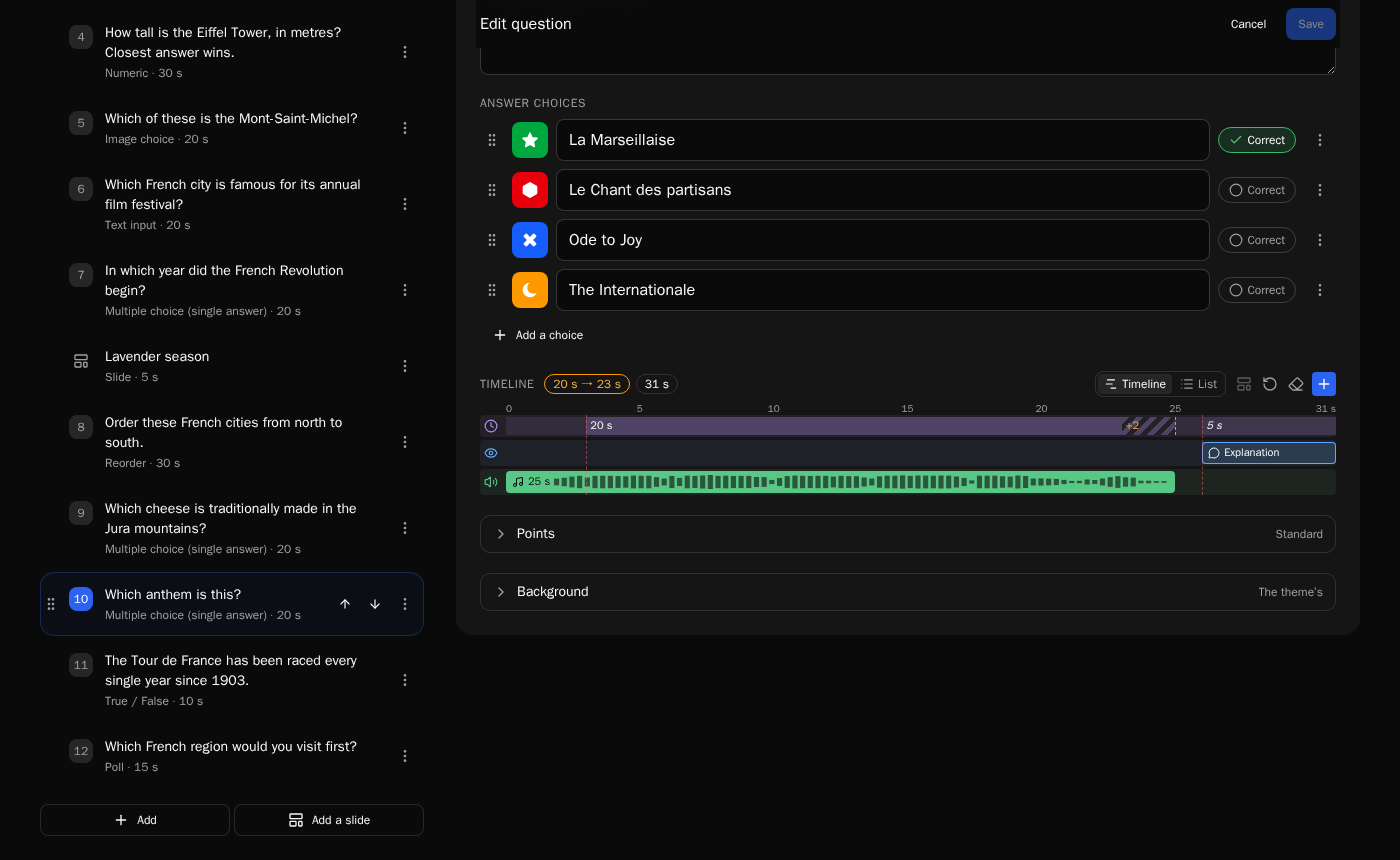 4
How tall is the Eiffel Tower, in metres?
Closest answer wins.
Numeric · 30 s
5
Which of these is the Mont-Saint-Michel?
Image choice · 20 s
6
Which French city is famous for its annual
film festival?
Text input · 20 s
7
In which year did the French Revolution
begin?
Multiple choice (single answer) · 20 s
Lavender season
Slide · 5 s
8
Order these French cities from north to
south.
Reorder · 30 s
9
Which cheese is traditionally made in the
Jura mountains?
Multiple choice (single answer) · 20 s
10
Which anthem is this?
Multiple choice (single answer) · 20 s
11
The Tour de France has been raced every
single year since 1903.
True / False · 10 s
12
Which French region would you visit first?
Poll · 15 s
Add
Add a slide
Edit question
Cancel
Save
ANSWER CHOICES
La Marseillaise
Correct
Le Chant des partisans
Correct
Ode to Joy
Correct
The Internationale
Correct
Add a choice
TIMELINE
20 s → 23 s
31 s
Timeline
List
0 5 10 15 20 25 31 s
20 s
+2
5 s
Explanation
25 s
Points
Standard
Background
The theme's